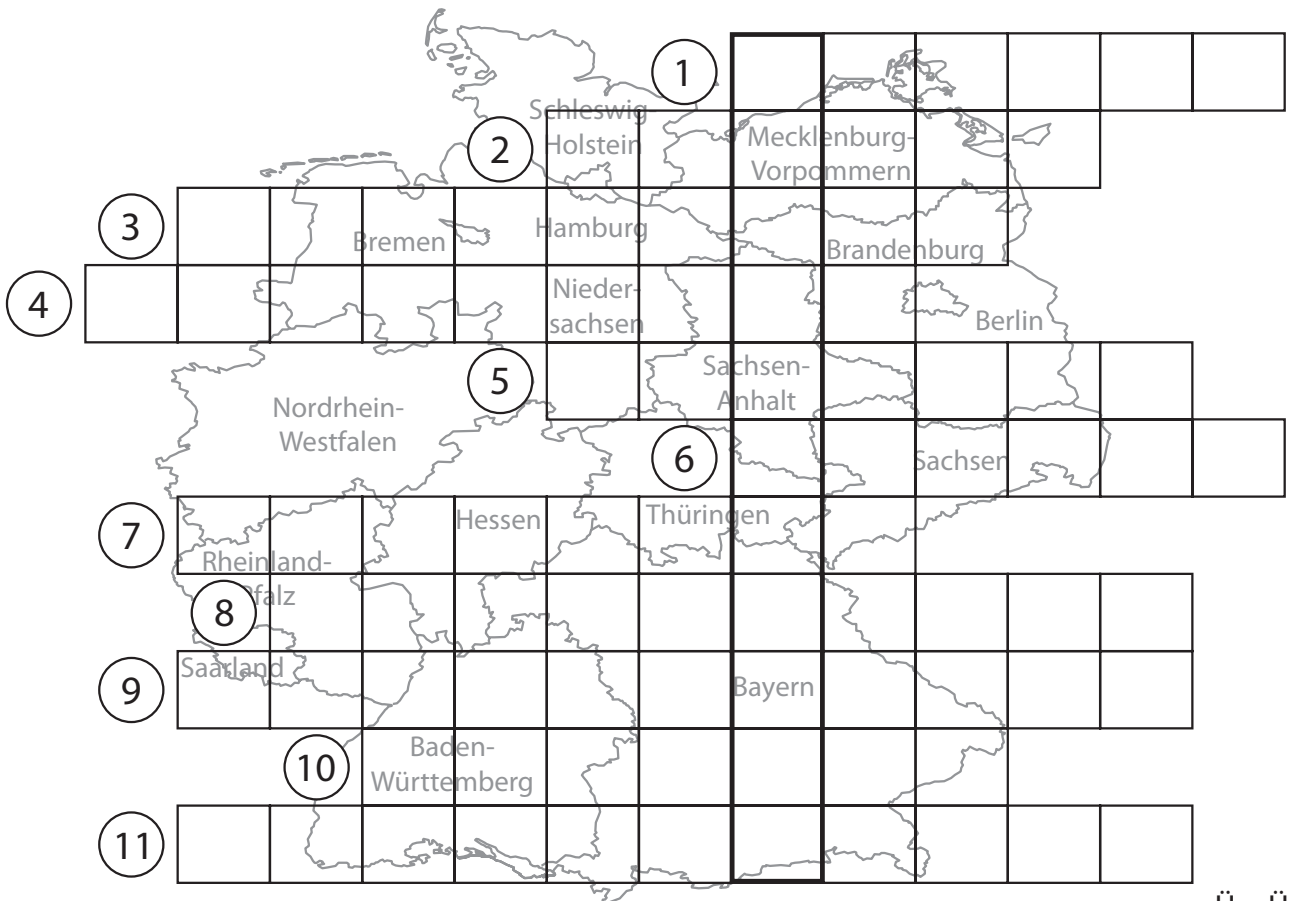 1
Schleswig
Holstein
2
Mecklenburg-
Vorpommern
3
Bremen
Hamburg
Brandenburg
4
Nieder-
sachsen
Berlin
5
Sachsen-
Anhalt
Nordrhein-
Westfalen
6
Sachsen
7
Hessen
Thüringen
Rheinland-
Pfalz
8
Saarland
9
Bayern
10
Baden-
Württemberg
11